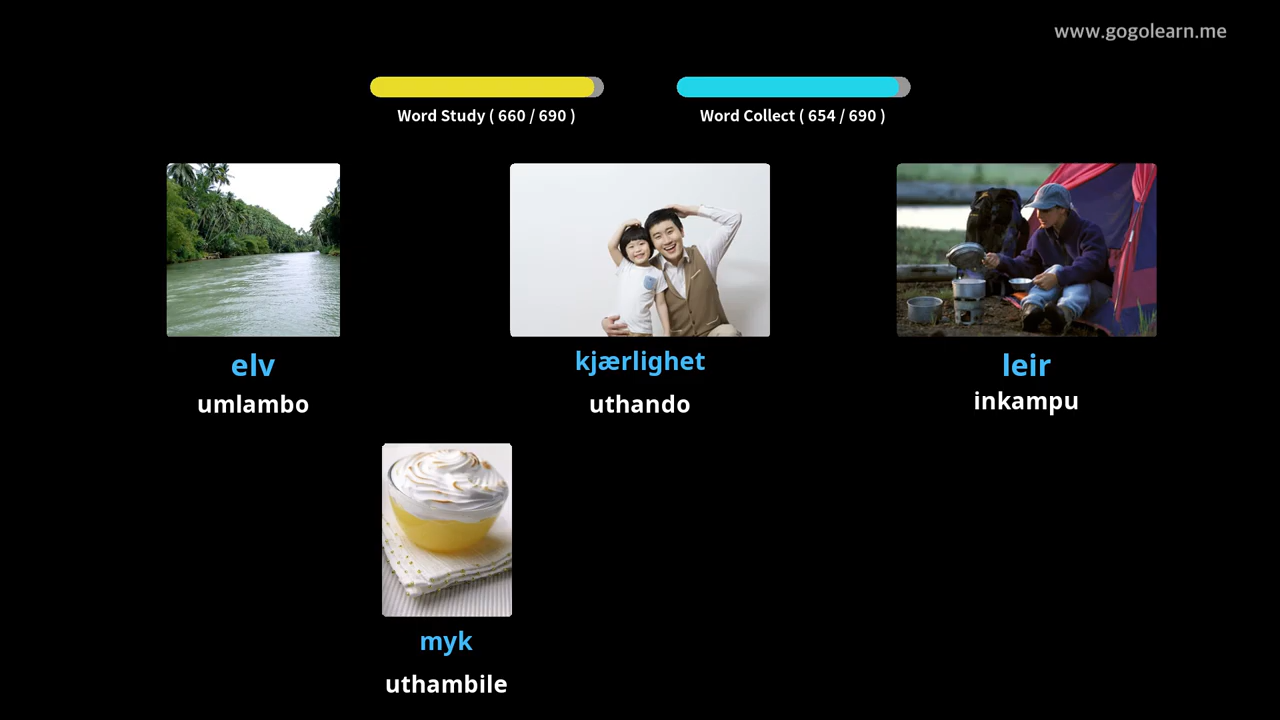 www.gogolearn.me
Word Study ( 660 / 690 )
Word Collect ( 654 / 690 )
elv
umlambo
kjærlighet
uthando
leir
inkampu
myk
uthambile